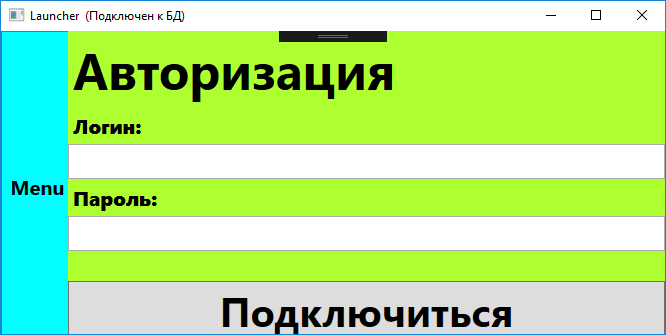 Launcher (Подключен к БД)
Авторизация
Логин:
Menu
Пароль:
Подключиться